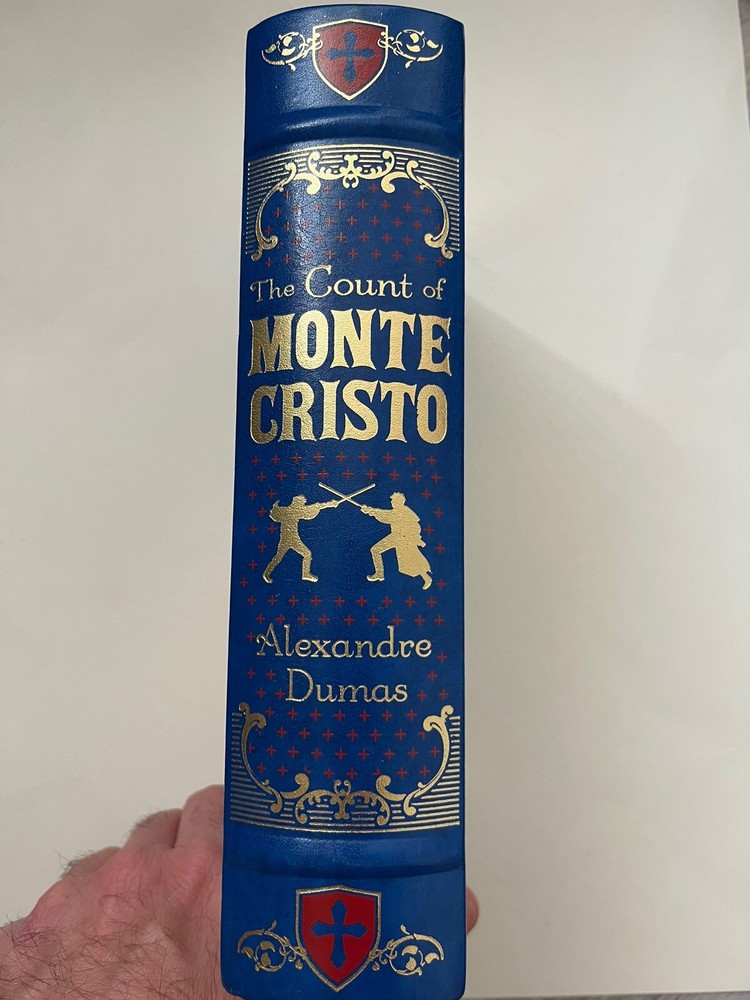 The Count of
MONTE
CRISTO
Alexandre
Dumas